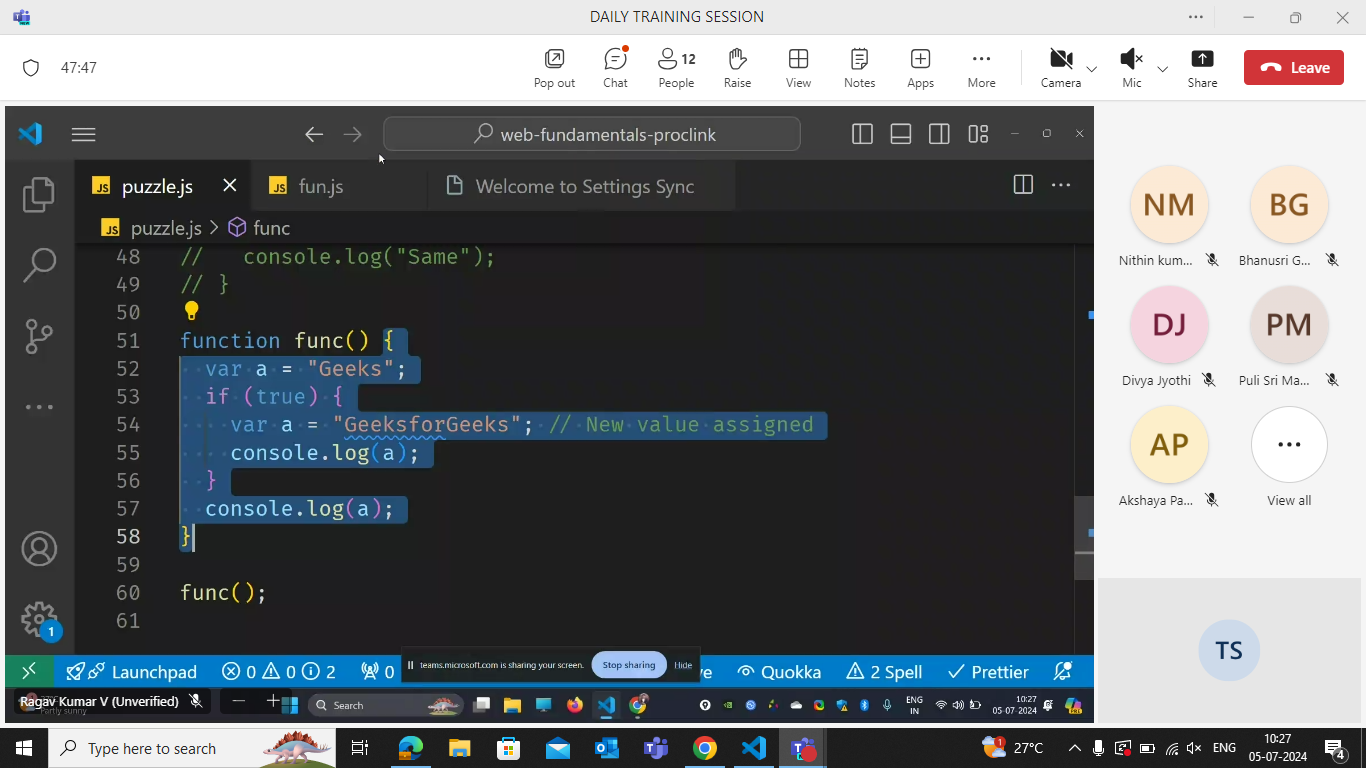 DAILY TRAINING SESSION
47:47
Pop out
Chat
12
People
Raise
View
Notes
Apps
More
Camera
Mic
Share
Leave
web-fundamentals-proclink
JS puzzle.js
JS fun.js
Welcome to Settings Sync
JS puzzle.js > func
48 //   console.log("Same");
49 // }
50
51 function func() {
52   var a = "Geeks";
53   if (true) {
54     var a = "GeeksforGeeks"; // New value assigned
55     console.log(a);
56   }
57   console.log(a);
58 }
59
60 func();
61
1
Launchpad
0
0
2
0
teams.microsoft.com is sharing your screen.
Stop sharing
Hide
ve
Quokka
2 Spell
Prettier
Ragav Kumar V (Unverified)
Partly sunny
Search
ENG
IN
10:27
05-07-2024
NM
Nithin kum...
BG
Bhanusri G...
DJ
Divya Jyothi
PM
Puli Sri Ma...
AP
Akshaya Pa...
View all
TS
Type here to search
1
27°C
ENG
10:27
05-07-2024
4